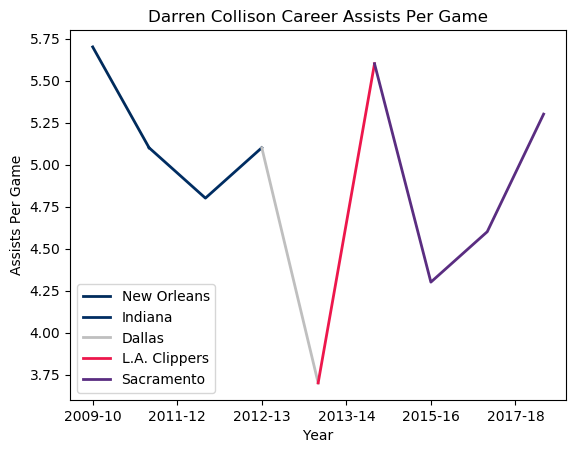 Darren Collison Career Assists Per Game
5.75
5.50
5.25
5.00
4.75
4.50
4.25
4.00
3.75
Assists Per Game
New Orleans
Indiana
Dallas
L.A. Clippers
Sacramento
2009-10 2011-12 2012-13 2013-14 2015-16 2017-18
Year